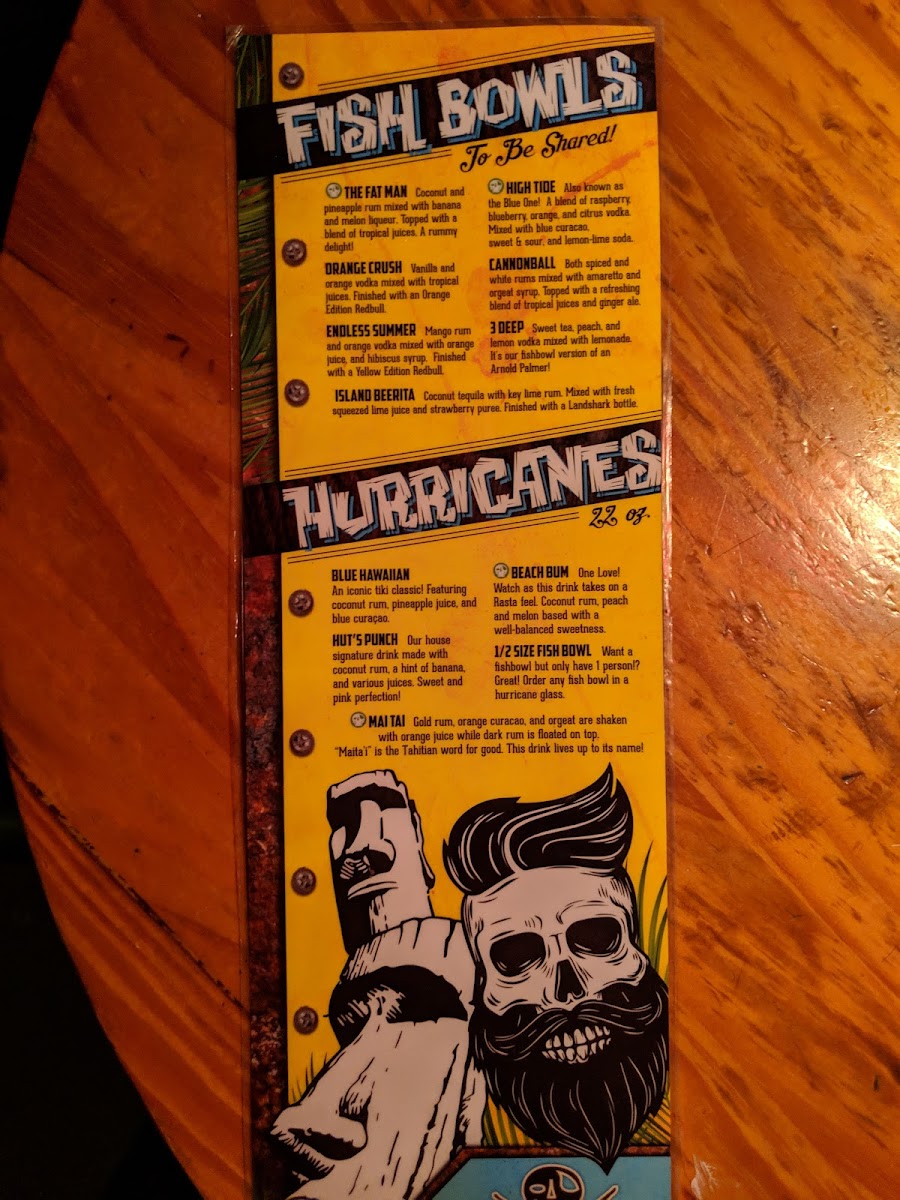 FISH BOWLS
To Be Shared!
THE FAT MAN Coconut and
pineapple rum mixed with banana
and melon liqueur. Topped with a
blend of tropical juices. A rummy
delight!
ORANGE CRUSH Vanilla and
orange vodka mixed with tropical
juices. Finished with an Orange
Edition Redbull.
ENDLESS SUMMER Mango rum
and orange vodka mixed with orange
juice, and hibiscus syrup. Finished
with a Yellow Edition Redbull.
HIGH TIDE Also known as
the Blue One! A blend of raspberry,
blueberry, orange, and citrus vodka.
Mixed with blue curacao,
sweet & sour, and lemon-lime soda.
CANNONBALL Both spiced and
white rums mixed with amaretto and
orgeat syrup. Topped with a refreshing
blend of tropical juices and ginger ale.
3 DEEP Sweet tea, peach, and
lemon vodka mixed with lemonade.
It's our fishbowl version of an
Arnold Palmer!
ISLAND BEERITA Coconut tequila with key lime rum. Mixed with fresh
squeezed lime juice and strawberry puree. Finished with a Landshark bottle.
HURRICANES
22 oz.
BLUE HAWAIIAN
An iconic tiki classic! Featuring
coconut rum, pineapple juice, and
blue curaçao.
HUT'S PUNCH Our house
signature drink made with
coconut rum, a hint of banana,
and various juices. Sweet and
pink perfection!
BEACH BUM One Love!
Watch as this drink takes on a
Rasta feel. Coconut rum, peach
and melon based with a
well-balanced sweetness.
1/2 SIZE FISH BOWL Want a
fishbowl but only have 1 person!?
Great! Order any fish bowl in a
hurricane glass.
MAI TAI Gold rum, orange curacao, and orgeat are shaken
with orange juice while dark rum is floated on top.
"Maita'i" is the Tahitian word for good. This drink lives up to its name!